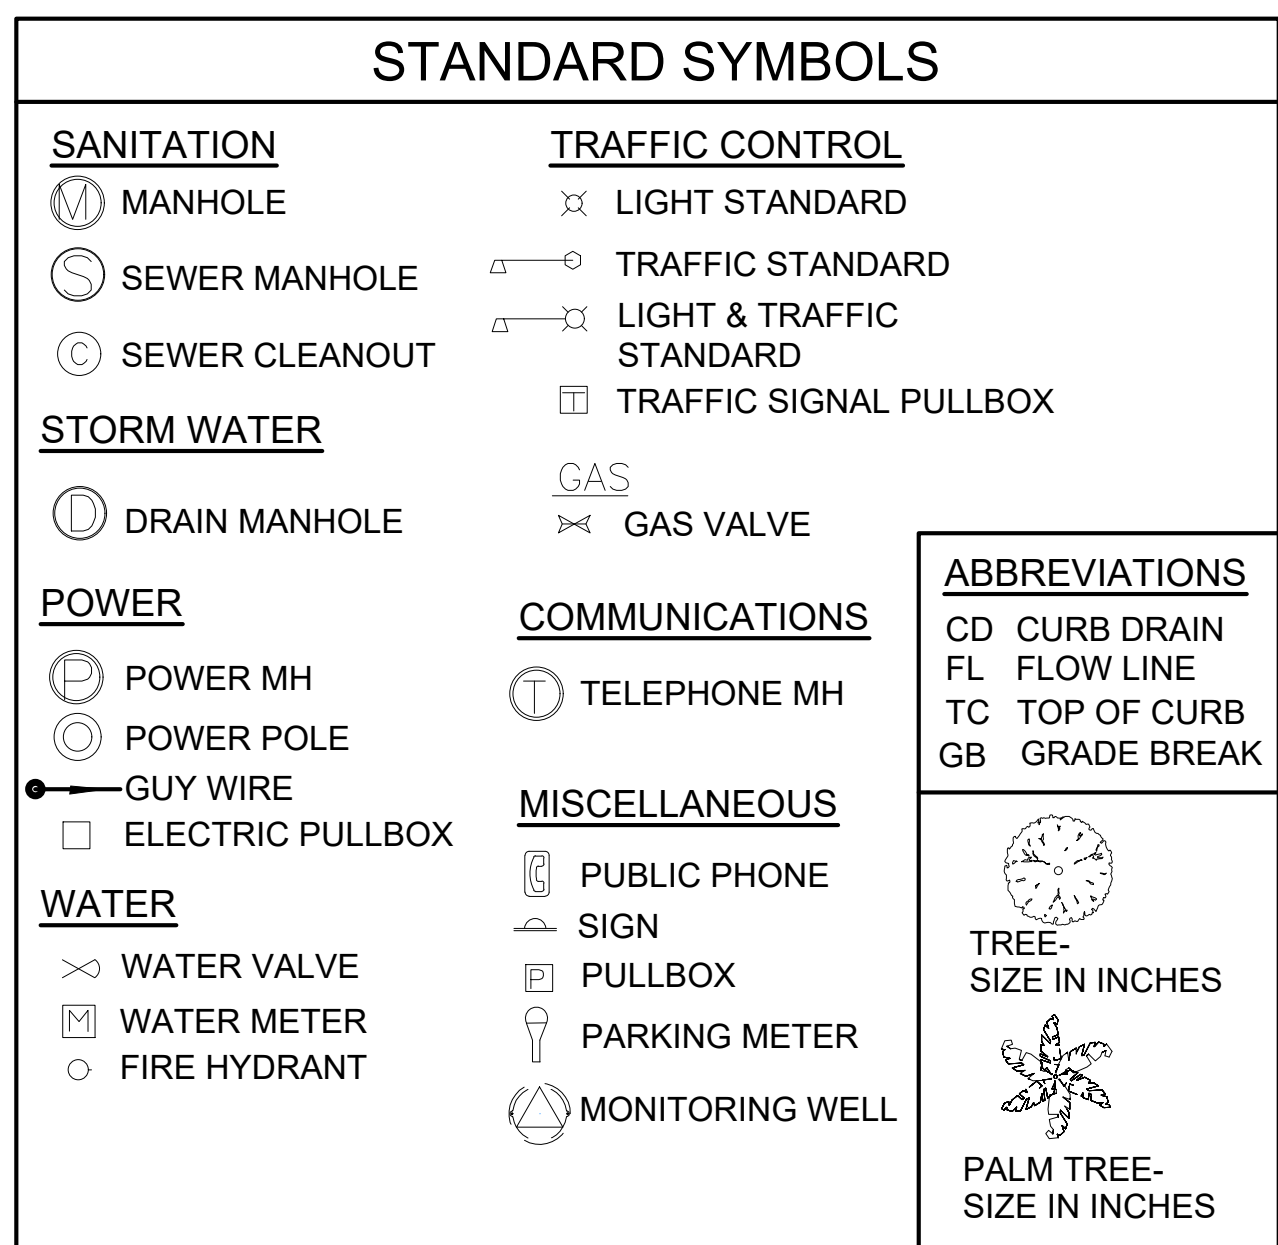 STANDARD SYMBOLS
SANITATION
M MANHOLE
S SEWER MANHOLE
C SEWER CLEANOUT
STORM WATER
D DRAIN MANHOLE
POWER
P POWER MH
POWER POLE
C GUY WIRE
ELECTRIC PULLBOX
WATER
WATER VALVE
M WATER METER
FIRE HYDRANT
TRAFFIC CONTROL
LIGHT STANDARD
TRAFFIC STANDARD
LIGHT & TRAFFIC
STANDARD
T TRAFFIC SIGNAL PULLBOX
GAS
GAS VALVE
COMMUNICATIONS
T TELEPHONE MH
MISCELLANEOUS
PUBLIC PHONE
SIGN
P PULLBOX
PARKING METER
MONITORING WELL
ABBREVIATIONS
CD CURB DRAIN
FL FLOW LINE
TC TOP OF CURB
GB GRADE BREAK
TREE-
SIZE IN INCHES
PALM TREE-
SIZE IN INCHES